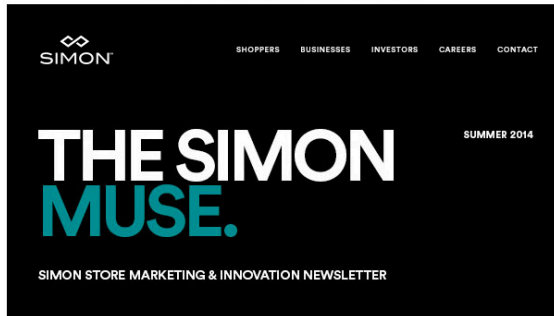 SIMON
SHOPPERS BUSINESSES INVESTORS CAREERS CONTACT
THE SIMON
MUSE.
SUMMER 2014
SIMON STORE MARKETING & INNOVATION NEWSLETTER